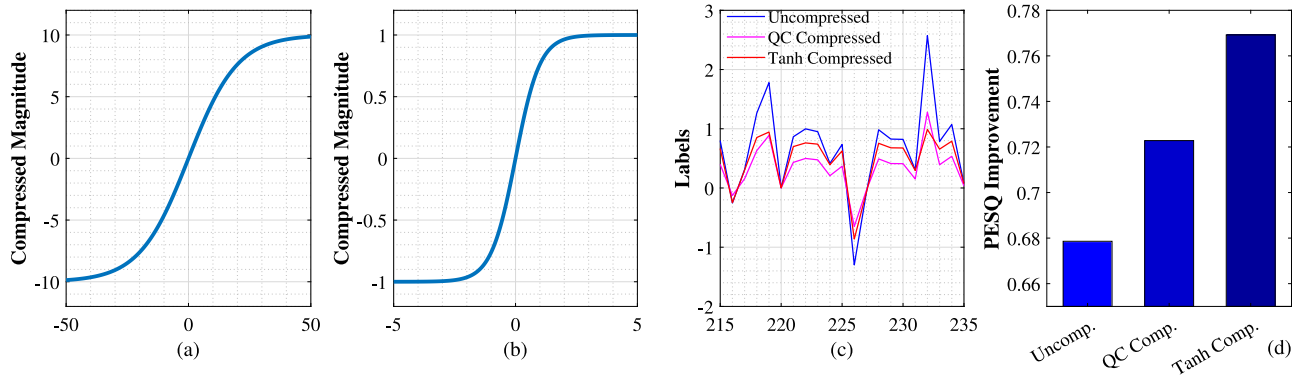 Compressed Magnitude
10
5
0
-5
-10
-50
0
50
(a)
Compressed Magnitude
1
0.5
0
-0.5
-1
-5
0
5
(b)
Labels
3
2
1
0
-1
-2
Uncompressed
QC Compressed
Tanh Compressed
215
220
225
230
235
(c)
PESQ Improvement
0.78
0.76
0.74
0.72
0.7
0.68
0.66
Uncomp.
QC Comp.
Tanh Comp.
(d)